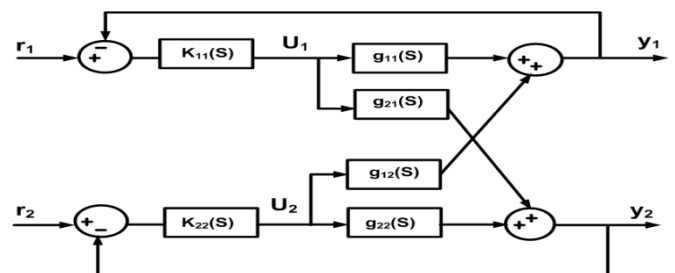 r1 − + K11(S) U1 g11(S) + + y1
g21(S)
g12(S)
r2 + − K22(S) U2 g22(S) + + y2